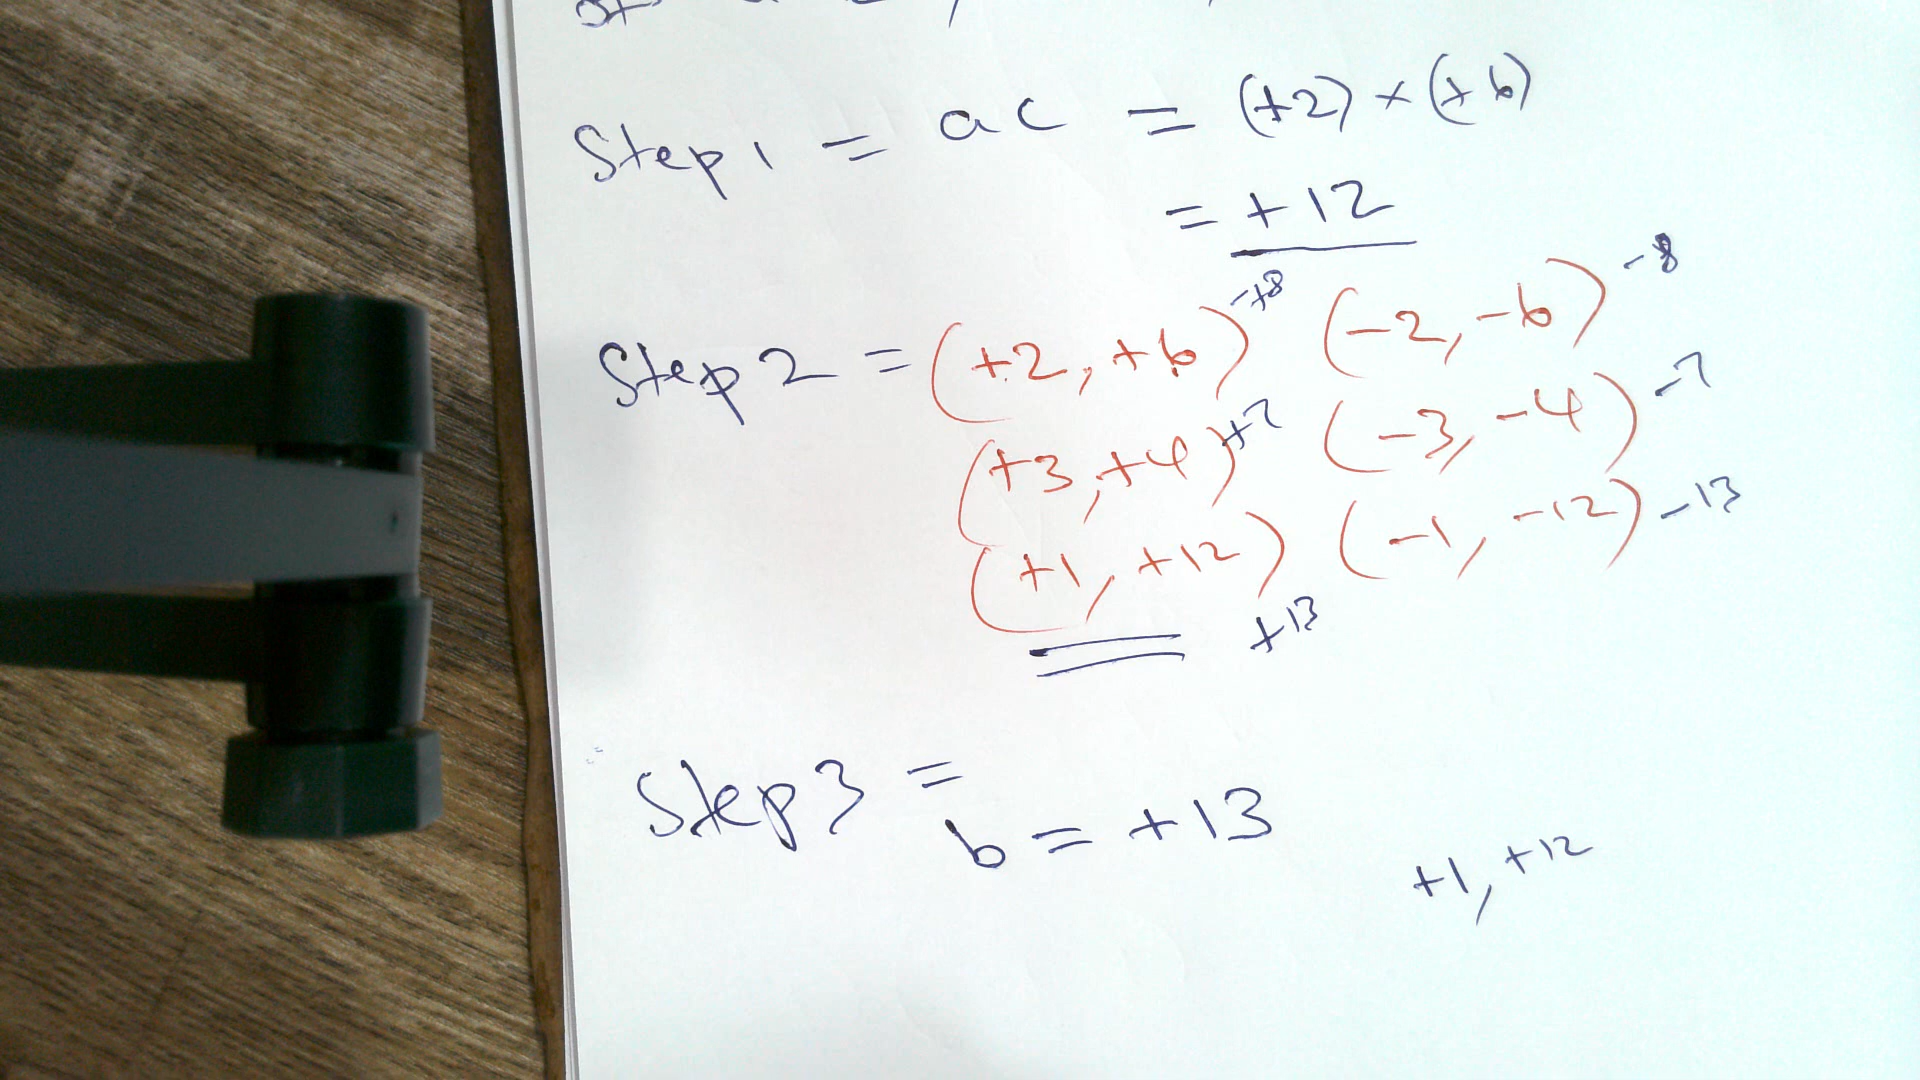 Step 1 = ac = (+2) × (+6)
= +12
Step 2 = (+2, +6) +8 (-2, -6) -8
(+3, +4) +7 (-3, -4) -7
(+1, +12) (-1, -12) -13
+13
Step 3 =
b = +13
+1, +12